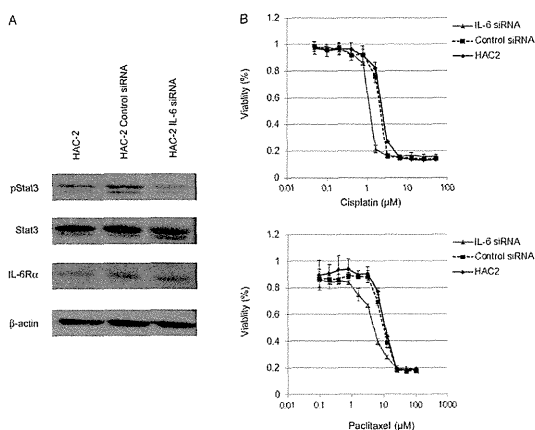 A
HAC-2
HAC-2 Control siRNA
HAC-2 IL-6 siRNA
pStat3
Stat3
IL-6Rα
β-actin
B
Viability (%)
1.2
1
0.8
0.6
0.4
0.2
0
0.01
0.1
1
10
100
Cisplatin (μM)
IL-6 siRNA
Control siRNA
HAC2
Viability (%)
1.2
1
0.8
0.6
0.4
0.2
0
0.01
0.1
1
10
100
1000
Paclitaxel (μM)
IL-6 siRNA
Control siRNA
HAC2